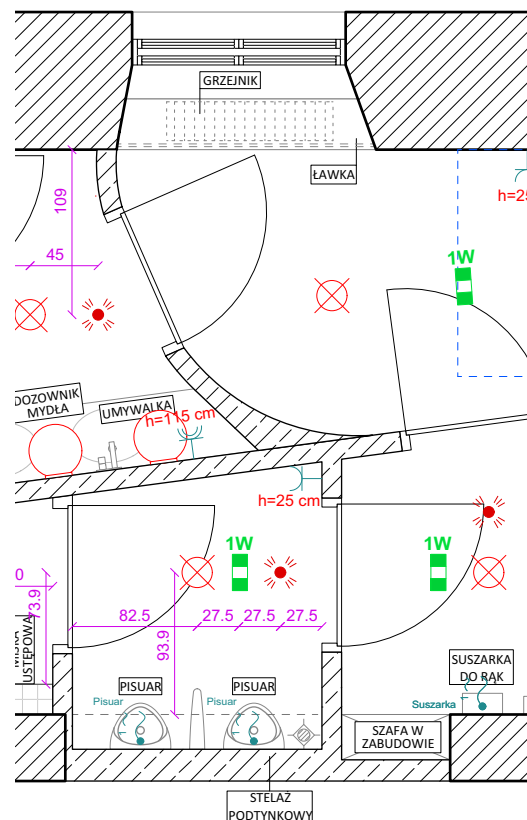 GRZEJNIK
ŁAWKA
h=25
109
45
1W
DOZOWNIK
MYDŁA
UMYWALKA
h=115 cm
h=25 cm
1W
1W
0
73.9
82.5
27.5
27.5
27.5
93.9
MISKA
USTĘPOWA
PISUAR
PISUAR
Pisuar
Pisuar
SUSZARKA
DO RĄK
Suszarka
SZAFA W
ZABUDOWIE
STELAŻ
PODTYNKOWY